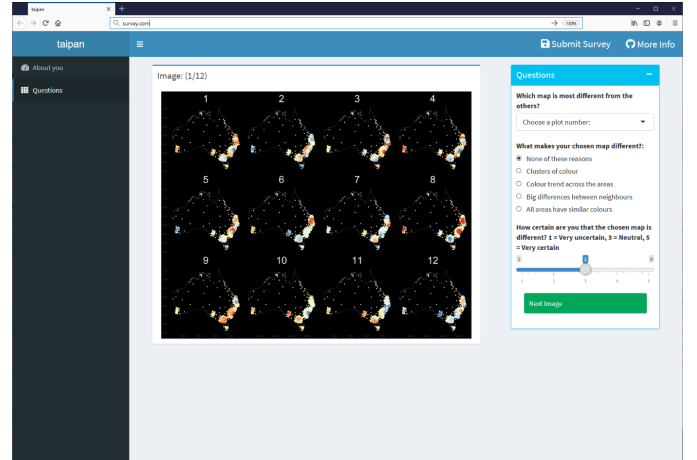 taipan
survey.com
130%
taipan
Submit Survey
More Info
About you
Questions
Image: (1/12)
1 2 3 4
5 6 7 8
9 10 11 12
Questions
Which map is most different from the
others?
Choose a plot number:
What makes your chosen map different?:
None of these reasons
Clusters of colour
Colour trend across the areas
Big differences between neighbours
All areas have similar colours
How certain are you that the chosen map is
different? 1 = Very uncertain, 3 = Neutral, 5
= Very certain
1 3 5
1 2 3 4 5
Next Image